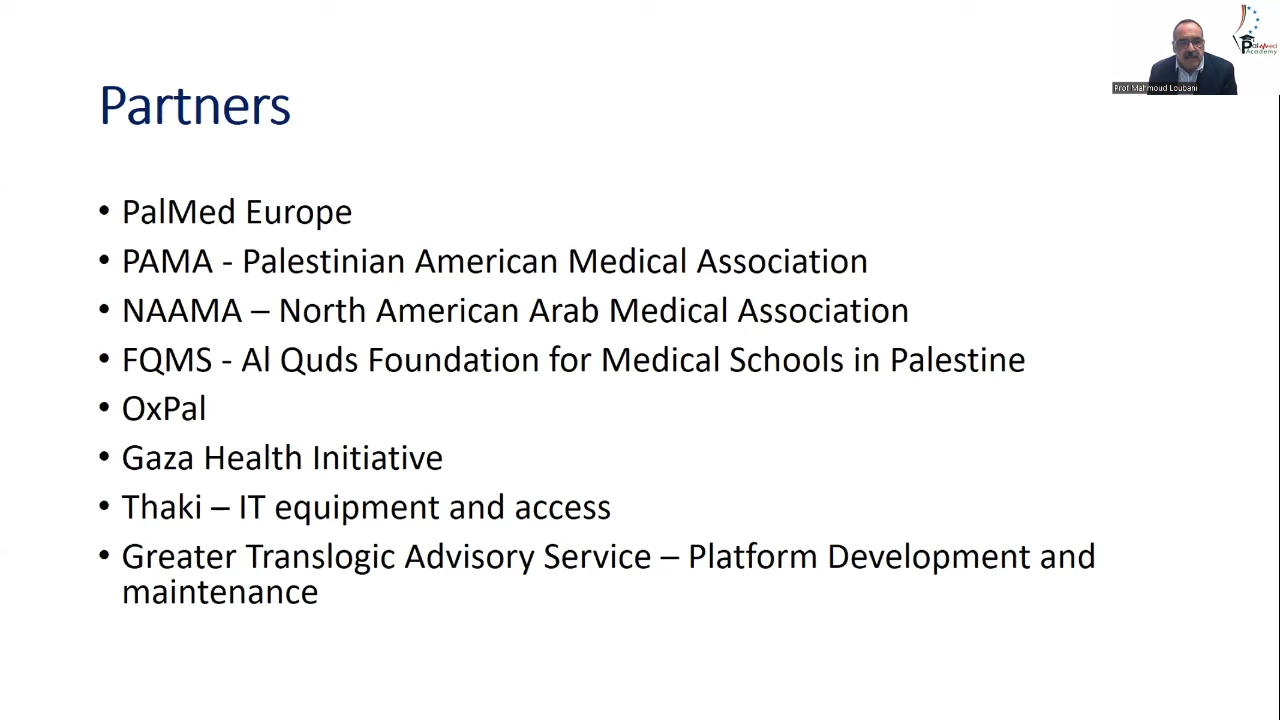 Partners
• PalMed Europe
• PAMA - Palestinian American Medical Association
• NAAMA – North American Arab Medical Association
• FQMS - Al Quds Foundation for Medical Schools in Palestine
• OxPal
• Gaza Health Initiative
• Thaki – IT equipment and access
• Greater Translogic Advisory Service – Platform Development and
maintenance
Prof Mahmoud Loubani
PalMed
Academy